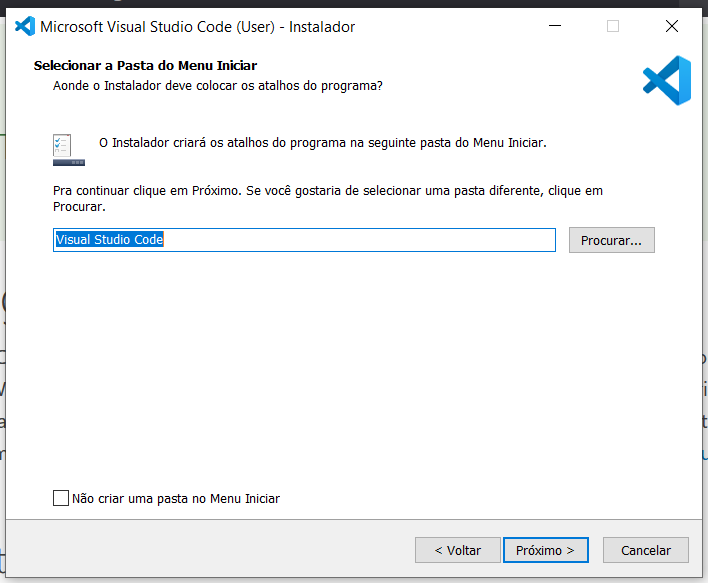 Microsoft Visual Studio Code (User) - Instalador
Selecionar a Pasta do Menu Iniciar
Aonde o Instalador deve colocar os atalhos do programa?
O Instalador criará os atalhos do programa na seguinte pasta do Menu Iniciar.
Pra continuar clique em Próximo. Se você gostaria de selecionar uma pasta diferente, clique em
Procurar.
Visual Studio Code
Procurar...
Não criar uma pasta no Menu Iniciar
< Voltar
Próximo >
Cancelar